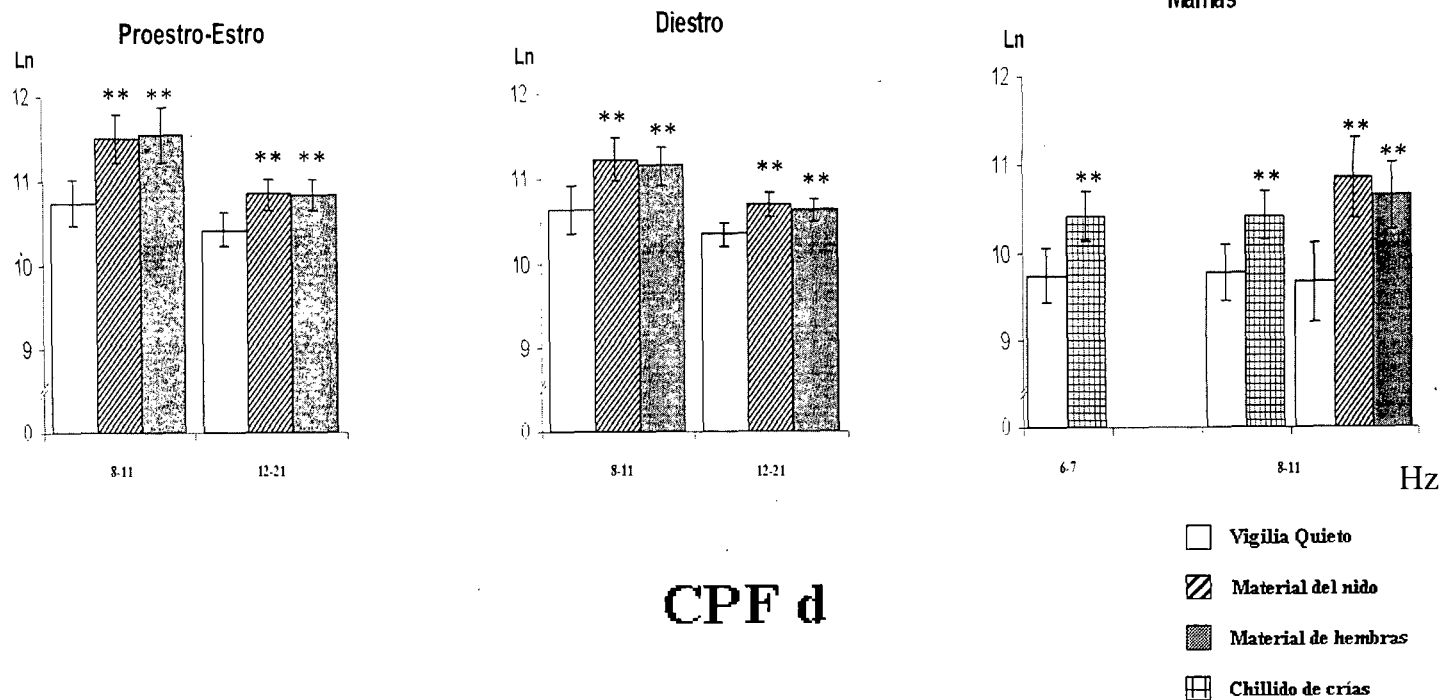 Proestro-Estro
Ln
12
11
10
9
0
** **
** **
8-11 12-21
Diestro
Ln
12
11
10
9
0
** **
** **
8-11 12-21
Mamás
Ln
12
11
10
9
0
**
**
** **
6-7 8-11
Hz
Vigilia Quieto
Material del nido
Material de hembras
Chillido de crías
CPF d